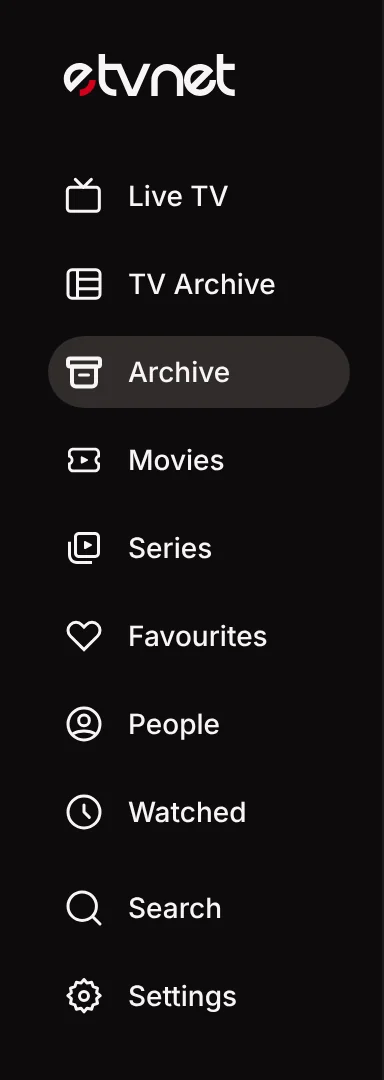 etvnet
Live TV
TV Archive
Archive
Movies
Series
Favourites
People
Watched
Search
Settings